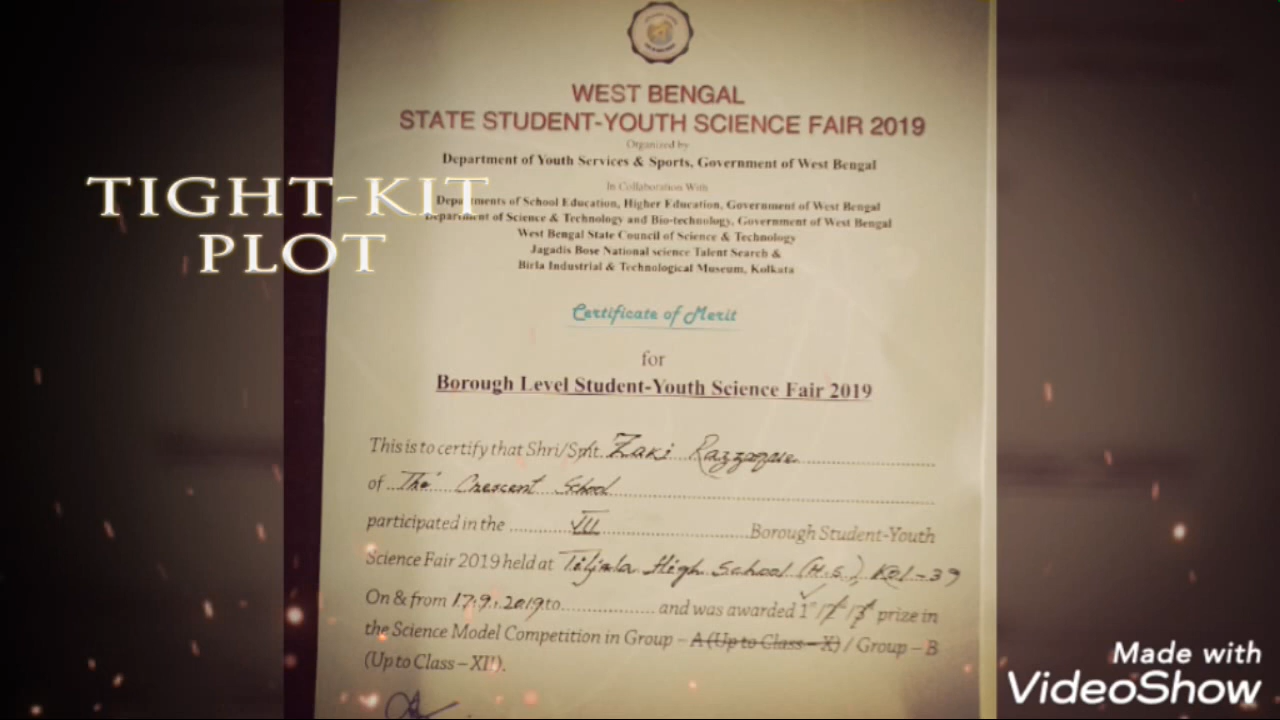 WEST BENGAL
STATE STUDENT-YOUTH SCIENCE FAIR 2019
Organized by
Department of Youth Services & Sports, Government of West Bengal
In Collaboration With
Departments of School Education, Higher Education, Government of West Bengal
Department of Science & Technology and Bio-technology, Government of West Bengal
West Bengal State Council of Science & Technology
Jagadis Bose National science Talent Search &
Birla Industrial & Technological Museum, Kolkata
TIGHT-KIT
PLOT
Certificate of Merit
for
Borough Level Student-Youth Science Fair 2019
This is to certify that Shri/Smt. Zaki Razzaque
of The Crescent School
participated in the VII Borough Student-Youth
Science Fair 2019 held at Tiljala High School (H.S.) Kol-39
On & from 17.9.2019 to and was awarded 1st/2nd/3rd prize in
the Science Model Competition in Group – A (Up to Class – X) / Group – B
(Up to Class – XII).
Made with
VideoShow